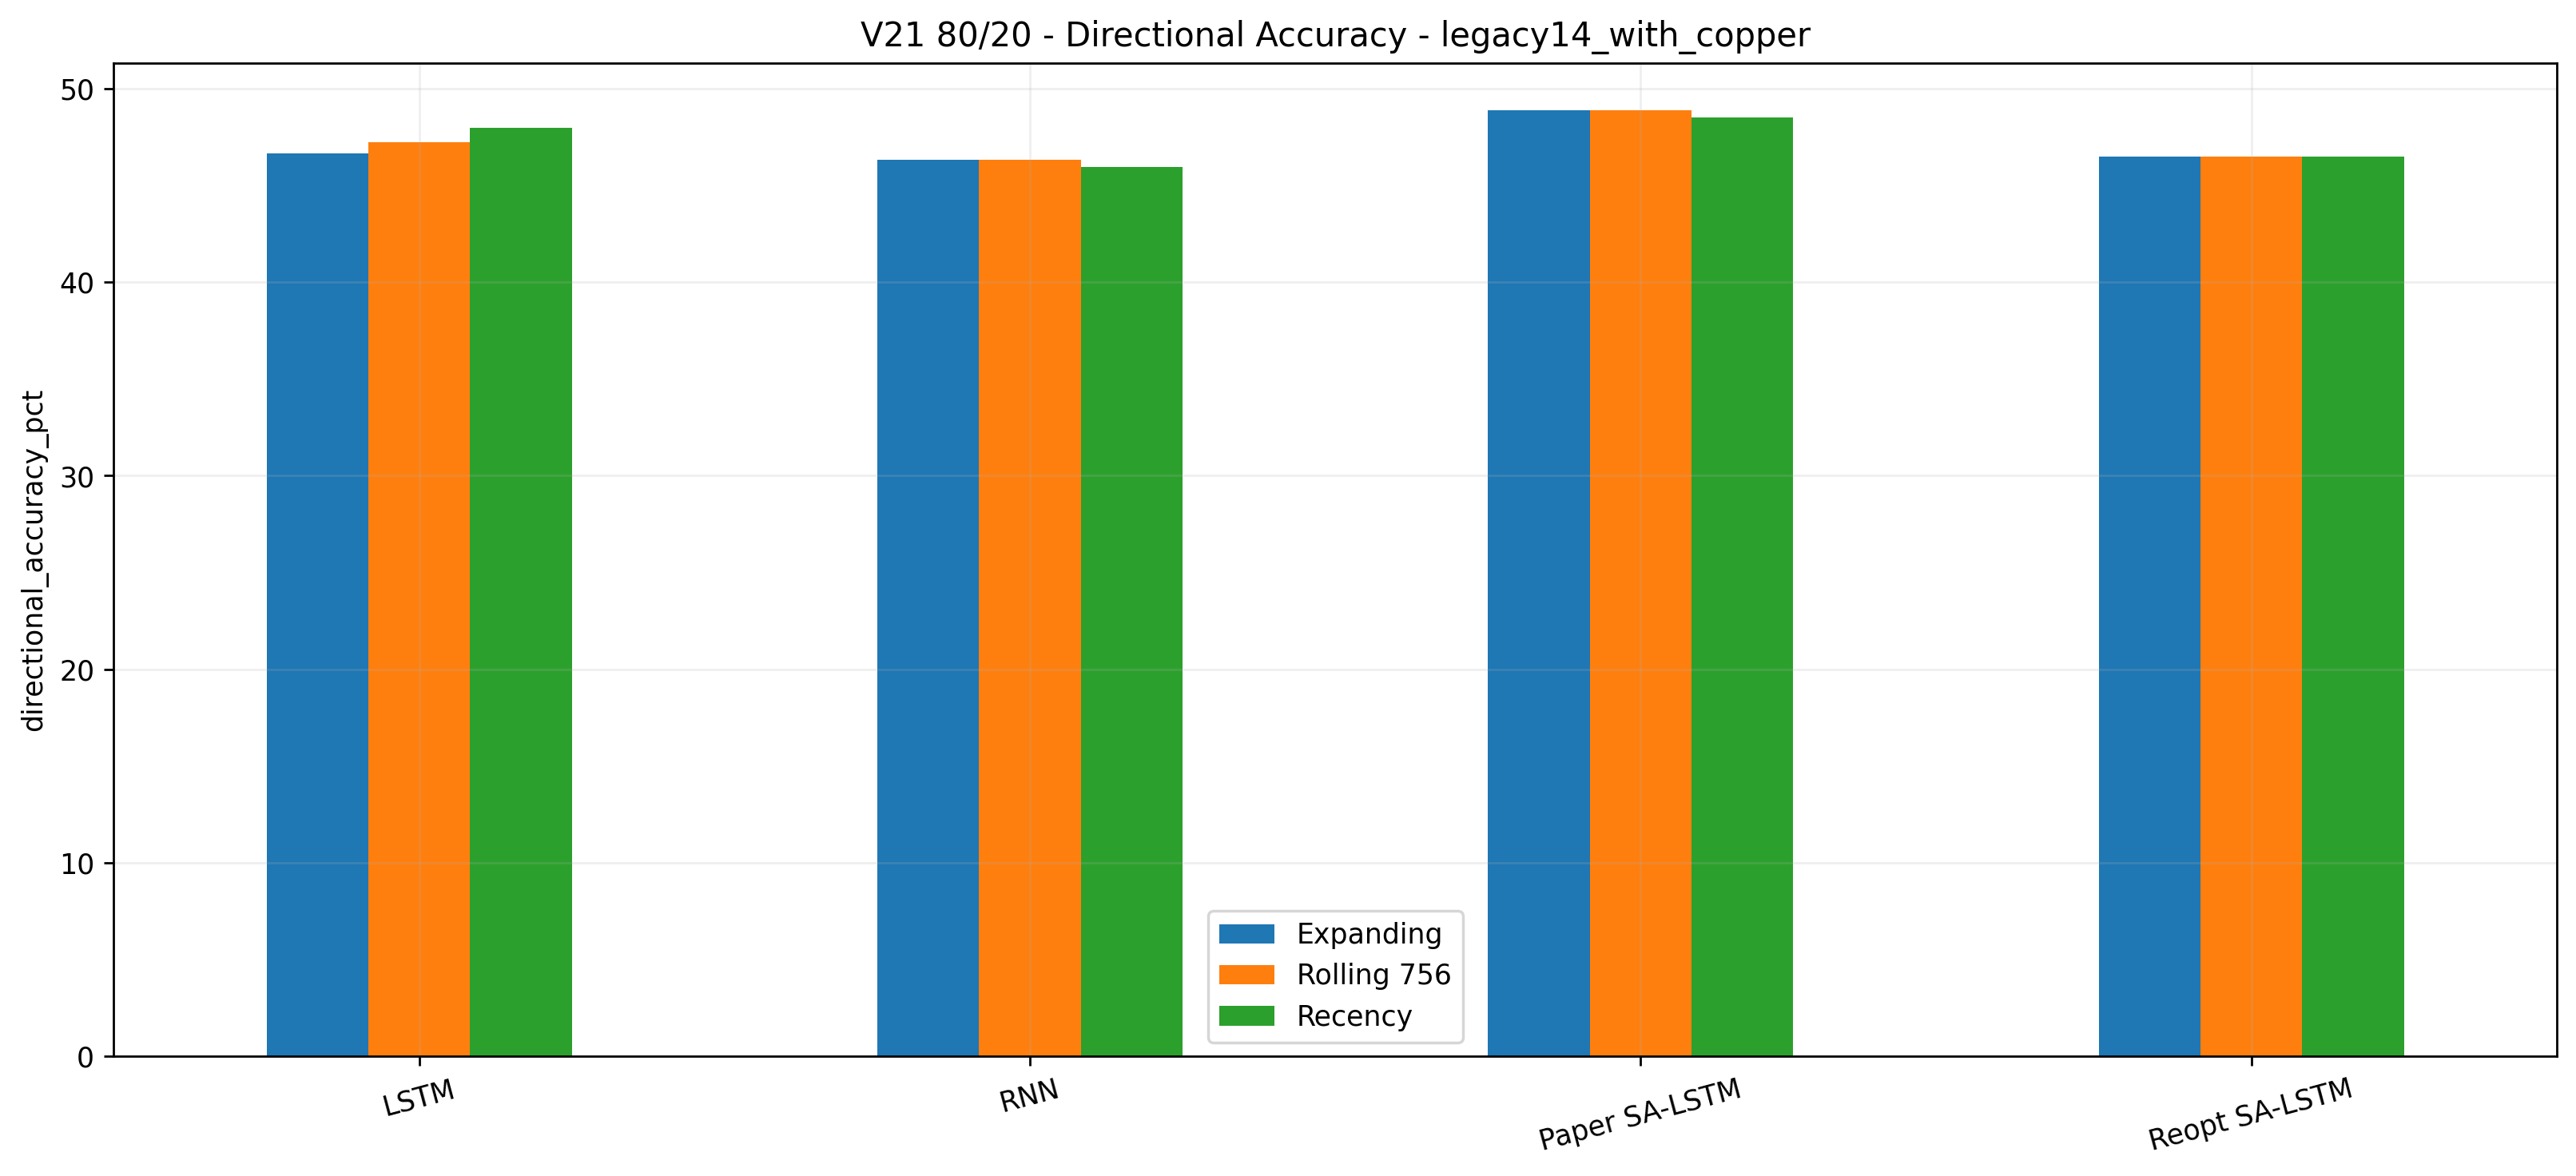 V21 80/20 - Directional Accuracy - legacy14_with_copper
directional_accuracy_pct
50
40
30
20
10
0
Expanding
Rolling 756
Recency
LSTM
RNN
Paper SA-LSTM
Reopt SA-LSTM